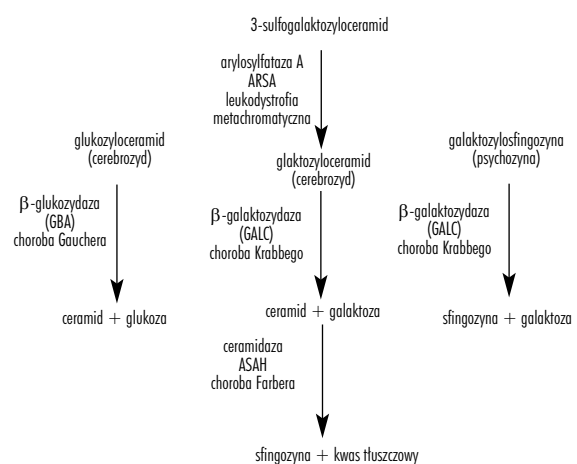 3-sulfogalaktozyloceramid
arylosylfataza A
ARSA
leukodystrofia
metachromatyczna
glukozyloceramid
(cerebrozyd)
glaktozyloceramid
(cerebrozyd)
galaktozylosfingozyna
(psychozyna)
β-glukozydaza
(GBA)
choroba Gauchera
β-galaktozydaza
(GALC)
choroba Krabbego
β-galaktozydaza
(GALC)
choroba Krabbego
ceramid + glukoza
ceramid + galaktoza
sfingozyna + galaktoza
ceramidaza
ASAH
choroba Farbera
sfingozyna + kwas tłuszczowy